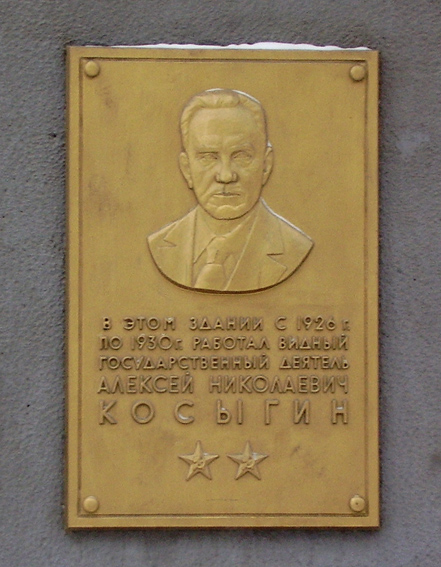 В ЭТОМ ЗДАНИИ С 1926 г.
ПО 1930 г. РАБОТАЛ ВИДНЫЙ
ГОСУДАРСТВЕННЫЙ ДЕЯТЕЛЬ
АЛЕКСЕЙ НИКОЛАЕВИЧ
КОСЫГИН